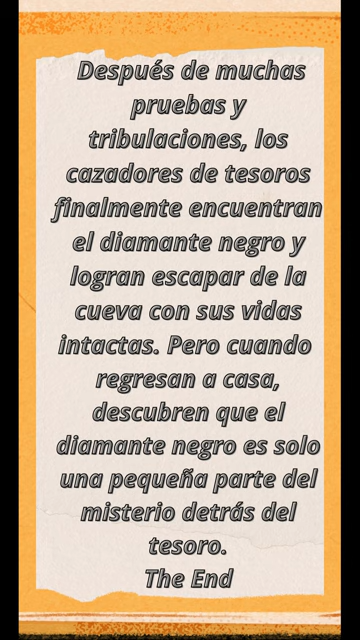 Después de muchas
pruebas y
tribulaciones, los
cazadores de tesoros
finalmente encuentran
el diamante negro y
logran escapar de la
cueva con sus vidas
intactas. Pero cuando
regresan a casa,
descubren que el
diamante negro es solo
una pequeña parte del
misterio detrás del
tesoro.
The End